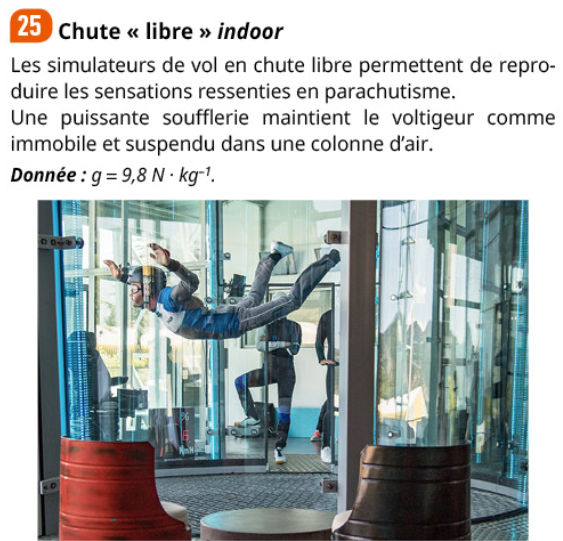 25 Chute « libre » indoor
Les simulateurs de vol en chute libre permettent de repro-
duire les sensations ressenties en parachutisme.
Une puissante soufflerie maintient le voltigeur comme
immobile et suspendu dans une colonne d'air.
Donnée : g = 9,8 N · kg⁻¹.